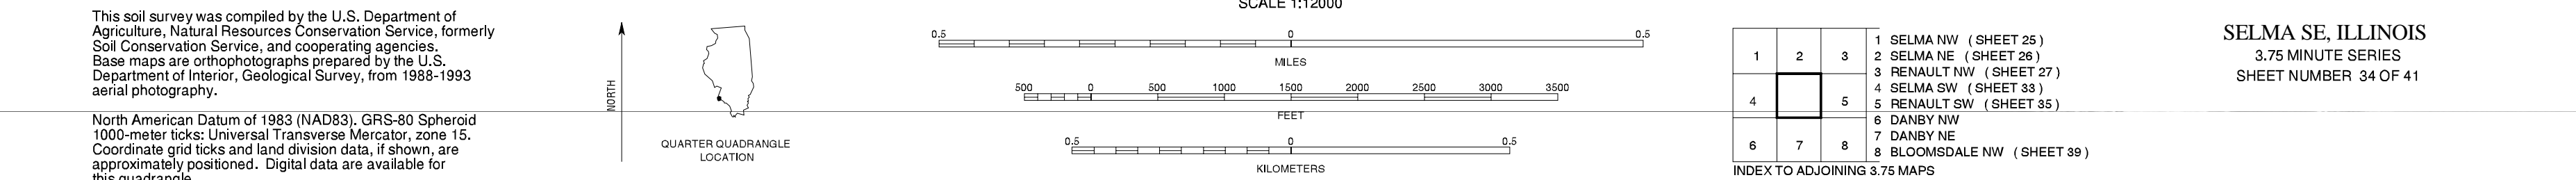 This soil survey was compiled by the U.S. Department of
Agriculture, Natural Resources Conservation Service, formerly
Soil Conservation Service, and cooperating agencies.
Base maps are orthophotographs prepared by the U.S.
Department of Interior, Geological Survey, from 1988-1993
aerial photography.
North American Datum of 1983 (NAD83). GRS-80 Spheroid
1000-meter ticks: Universal Transverse Mercator, zone 15.
Coordinate grid ticks and land division data, if shown, are
approximately positioned. Digital data are available for
this quadrangle
NORTH
QUARTER QUADRANGLE
LOCATION
SCALE 1:12000
0.5 0 0.5
MILES
500 0 500 1000 1500 2000 2500 3000 3500
FEET
0.5 0 0.5
KILOMETERS
1 2 3
4 5
6 7 8
1 SELMA NW ( SHEET 25 )
2 SELMA NE ( SHEET 26 )
3 RENAULT NW ( SHEET 27 )
4 SELMA SW ( SHEET 33 )
5 RENAULT SW ( SHEET 35 )
6 DANBY NW
7 DANBY NE
8 BLOOMSDALE NW ( SHEET 39 )
INDEX TO ADJOINING 3.75 MAPS
SELMA SE, ILLINOIS
3.75 MINUTE SERIES
SHEET NUMBER 34 OF 41